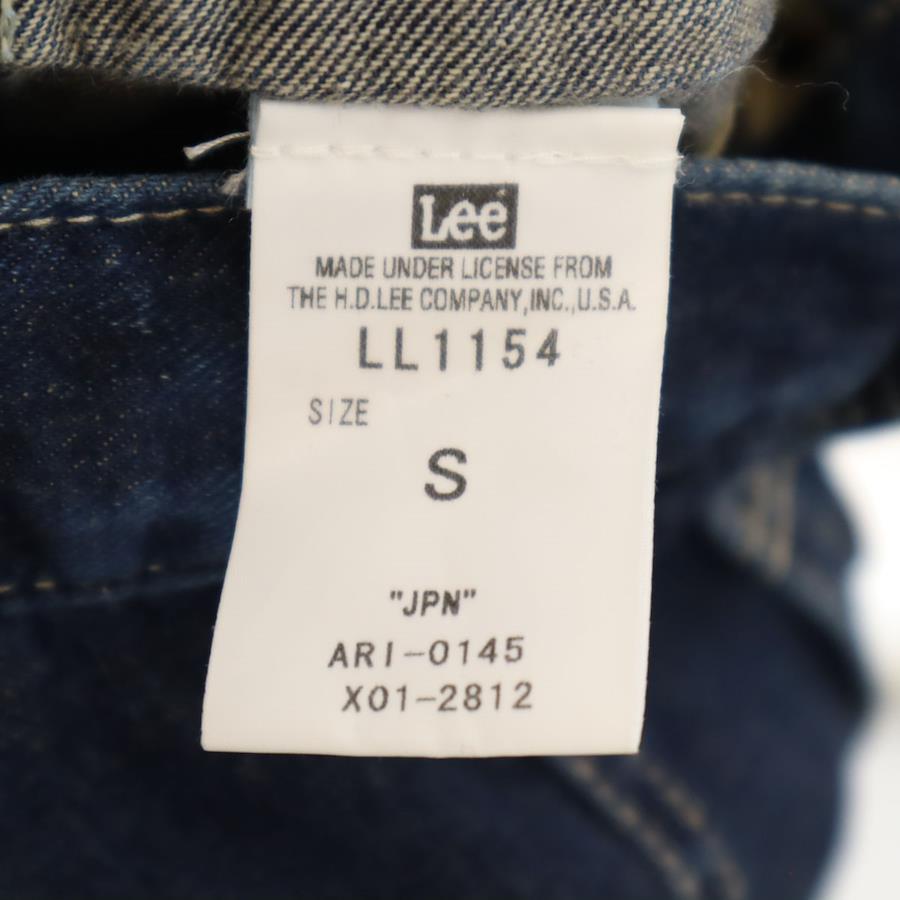 Lee
MADE UNDER LICENSE FROM
THE H.D.LEE COMPANY,INC.,U.S.A.
LL1154
SIZE
S
"JPN"
ARI-0145
X01-2812